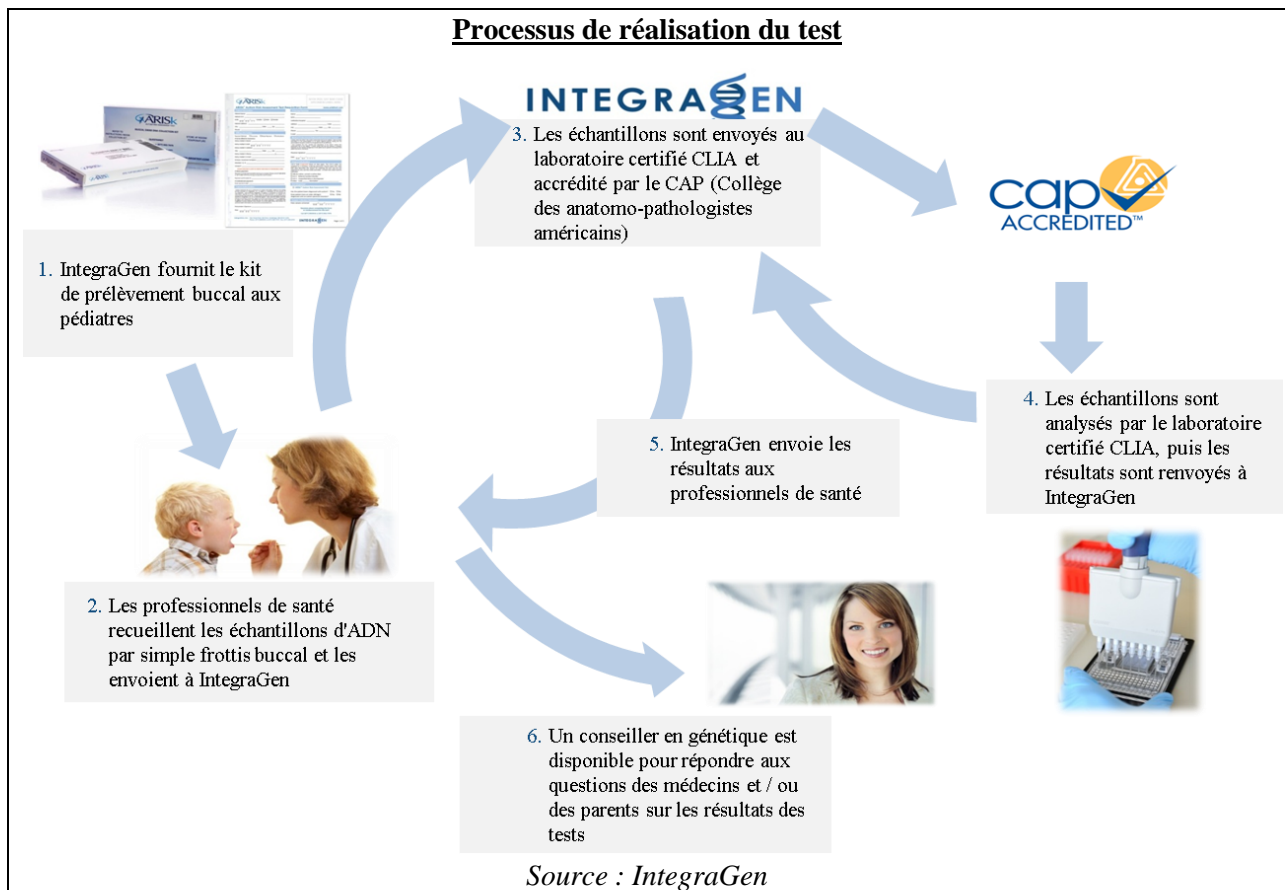 Processus de réalisation du test
ARISk
ARISk
INTEGRAGEN
3. Les échantillons sont envoyés au
laboratoire certifié CLIA et
accrédité par le CAP (Collège
des anatomo-pathologistes
américains)
cap
ACCREDITED™
1. IntegraGen fournit le kit
de prélèvement buccal aux
pédiatres
4. Les échantillons sont
analysés par le laboratoire
certifié CLIA, puis les
résultats sont renvoyés à
IntegraGen
5. IntegraGen envoie les
résultats aux
professionnels de santé
2. Les professionnels de santé
recueillent les échantillons d'ADN
par simple frottis buccal et les
envoient à IntegraGen
6. Un conseiller en génétique est
disponible pour répondre aux
questions des médecins et / ou
des parents sur les résultats des
tests
Source : IntegraGen